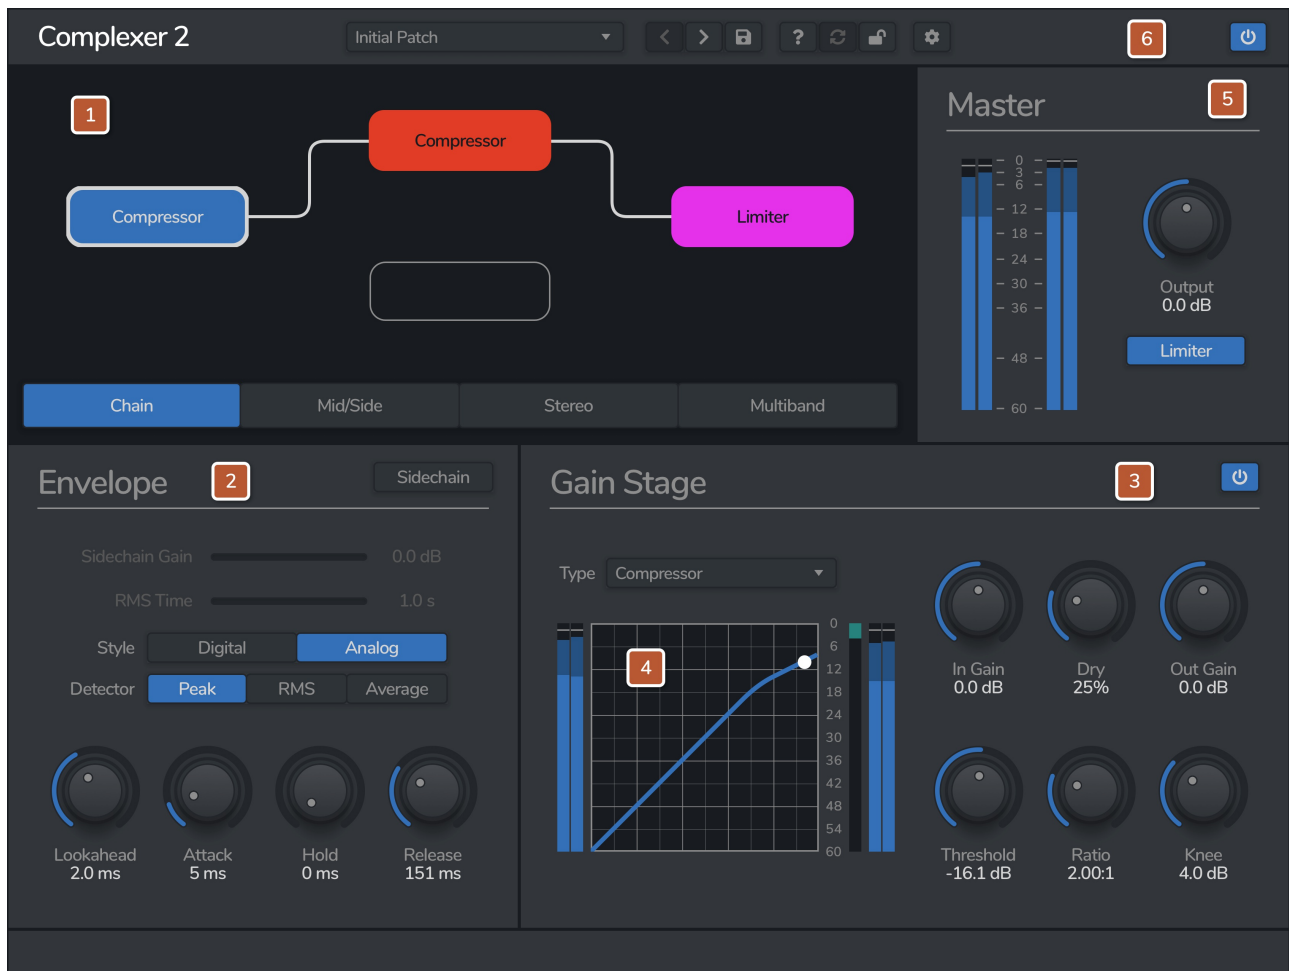 Complexer 2
Initial Patch
?
6
1
Compressor
Compressor
Limiter
Chain
Mid/Side
Stereo
Multiband
Master
5
0
3
6
12
18
24
30
36
48
60
Output
0.0 dB
Limiter
Envelope
2
Sidechain
Sidechain Gain
0.0 dB
RMS Time
1.0 s
Style
Digital
Analog
Detector
Peak
RMS
Average
Lookahead
2.0 ms
Attack
5 ms
Hold
0 ms
Release
151 ms
Gain Stage
3
Type
Compressor
4
0
6
12
18
24
30
36
42
48
54
60
In Gain
0.0 dB
Dry
25%
Out Gain
0.0 dB
Threshold
-16.1 dB
Ratio
2.00:1
Knee
4.0 dB